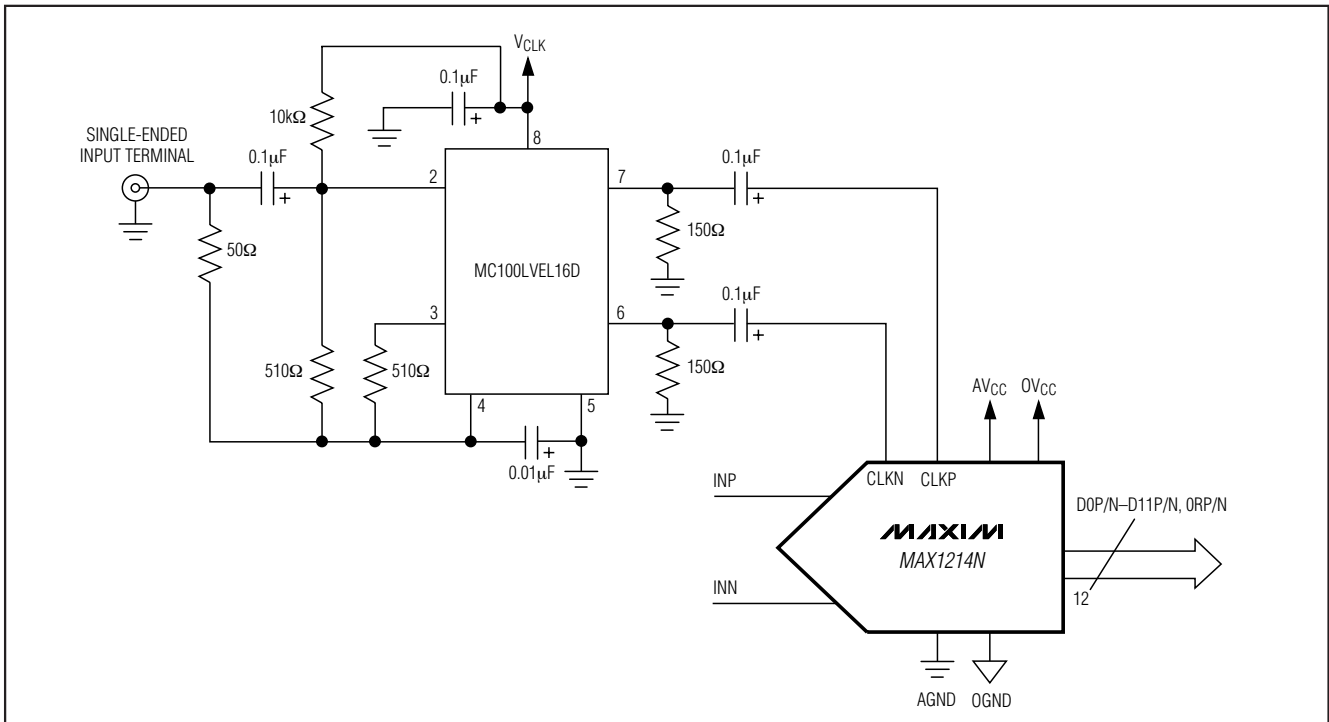 VCLK
0.1μF
10kΩ
+
SINGLE-ENDED
INPUT TERMINAL
8
0.1μF
0.1μF
2
7
+
+
50Ω
150Ω
MC100LVEL16D
0.1μF
3
6
+
510Ω
510Ω
150Ω
4
5
AVCC
OVCC
+
0.01μF
INP
CLKN
CLKP
D0P/N–D11P/N, 0RP/N
MAXIM
MAX1214N
INN
12
AGND
OGND